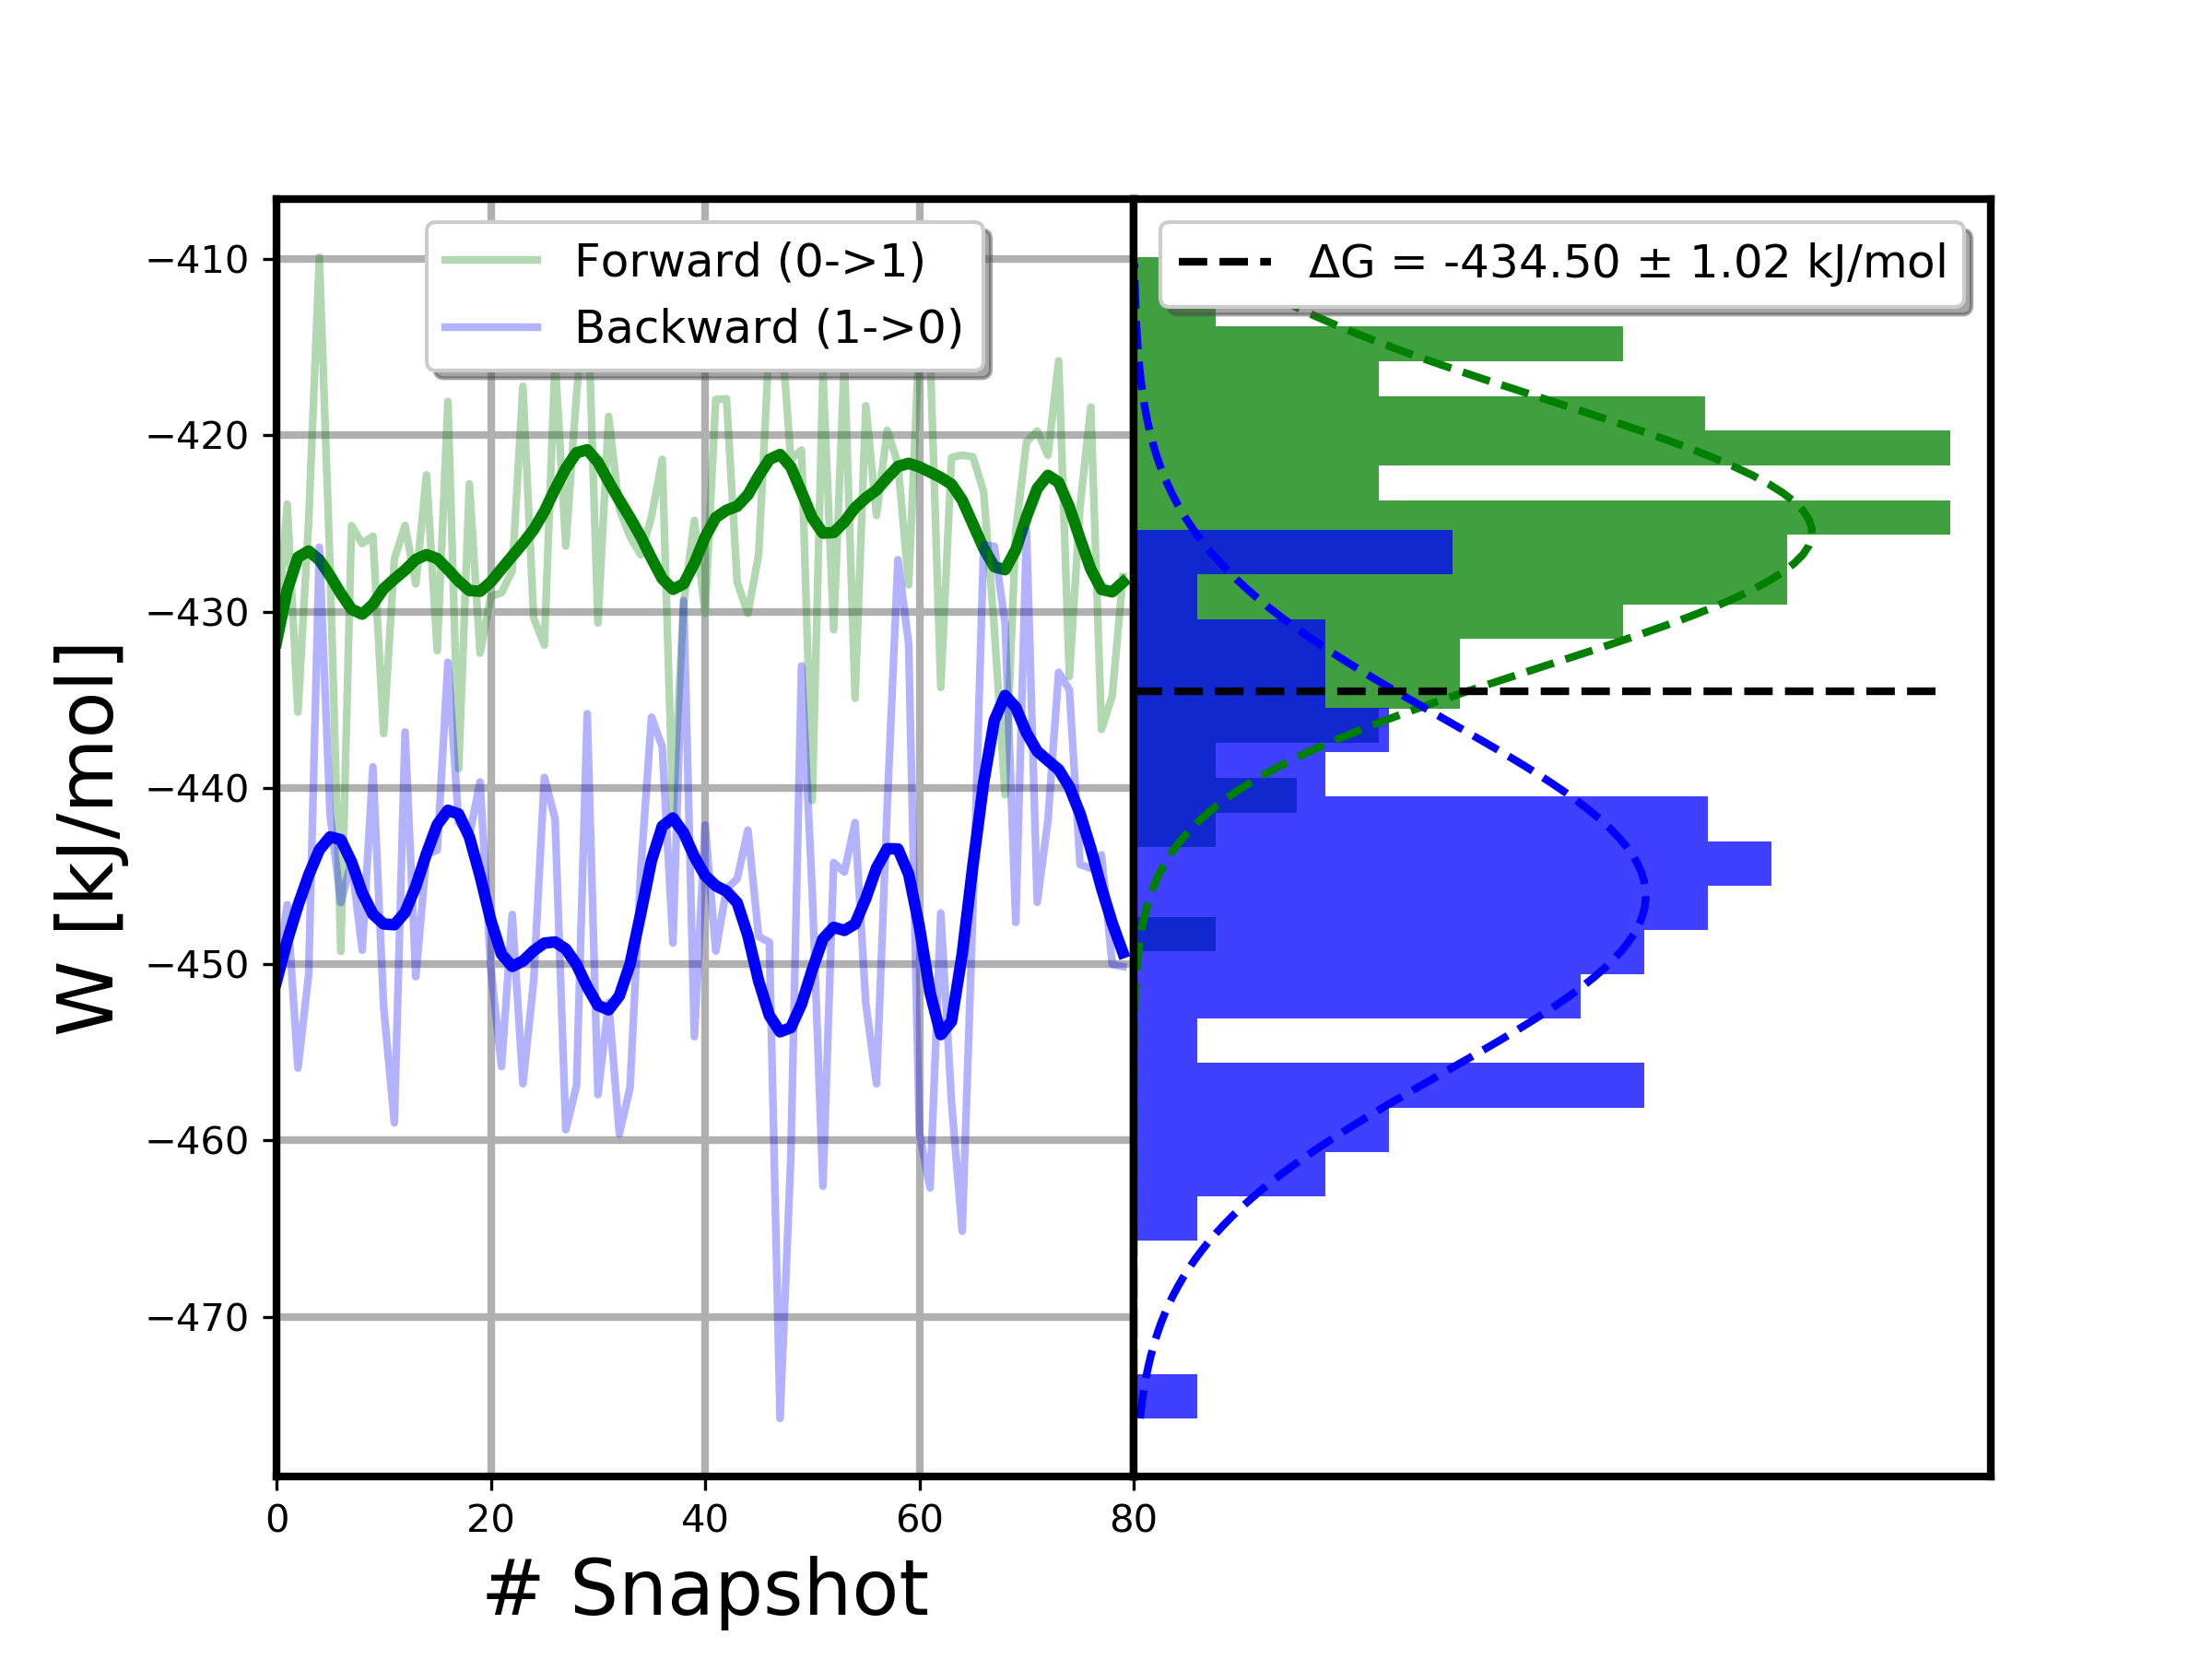 Forward (0->1)
Backward (1->0)
ΔG = -434.50 ± 1.02 kJ/mol
W [kJ/mol]
−410
−420
−430
−440
−450
−460
−470
0 20 40 60 80
# Snapshot